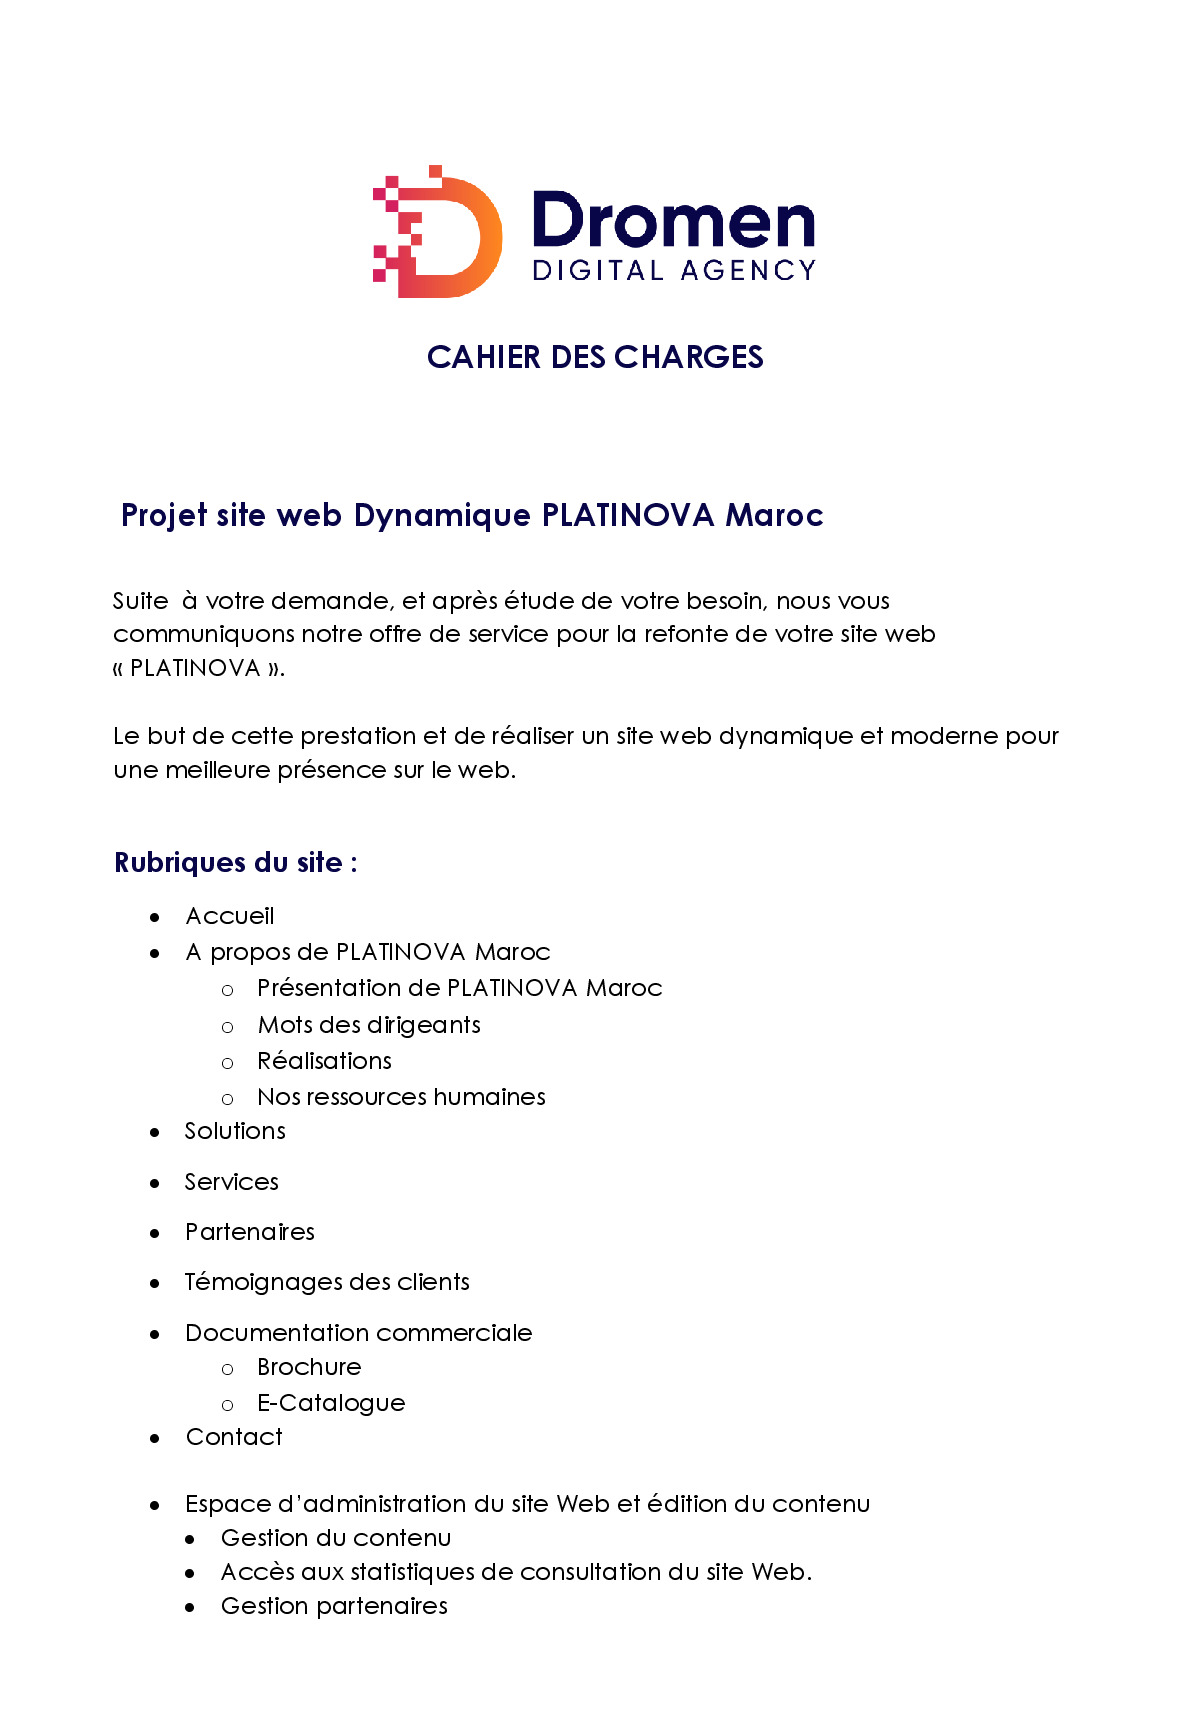 Dromen
DIGITAL AGENCY
CAHIER DES CHARGES
Projet site web Dynamique PLATINOVA Maroc
Suite  à votre demande, et après étude de votre besoin, nous vous
communiquons notre offre de service pour la refonte de votre site web
« PLATINOVA ».
Le but de cette prestation et de réaliser un site web dynamique et moderne pour
une meilleure présence sur le web.
Rubriques du site :
• Accueil
• A propos de PLATINOVA Maroc
o Présentation de PLATINOVA Maroc
o Mots des dirigeants
o Réalisations
o Nos ressources humaines
• Solutions
• Services
• Partenaires
• Témoignages des clients
• Documentation commerciale
o Brochure
o E-Catalogue
• Contact
• Espace d’administration du site Web et édition du contenu
• Gestion du contenu
• Accès aux statistiques de consultation du site Web.
• Gestion partenaires